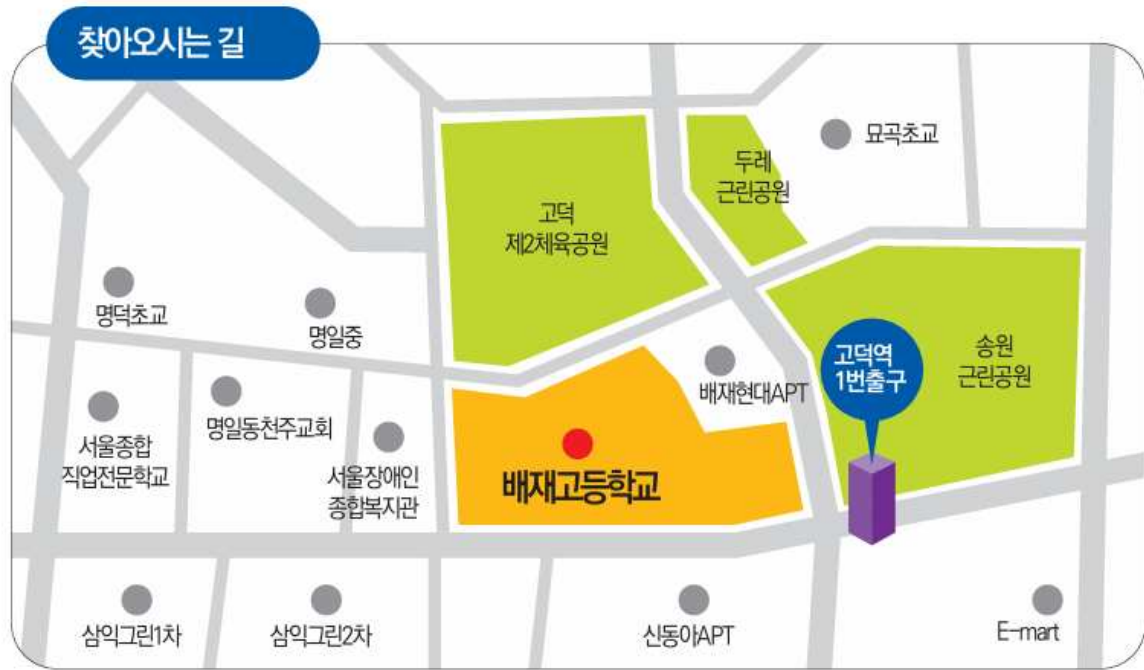 찾아오시는 길
묘곡초교
두레
근린공원
고덕
제2체육공원
명덕초교
명일중
고덕역
1번출구
송원
근린공원
배재현대APT
서울종합
직업전문학교
명일동천주교회
서울장애인
종합복지관
배재고등학교
삼익그린1차
삼익그린2차
신동아APT
E-mart